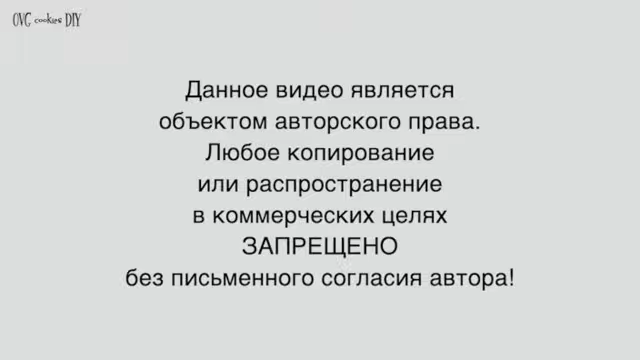 OVG cookies DIY
Данное видео является
объектом авторского права.
Любое копирование
или распространение
в коммерческих целях
ЗАПРЕЩЕНО
без письменного согласия автора!